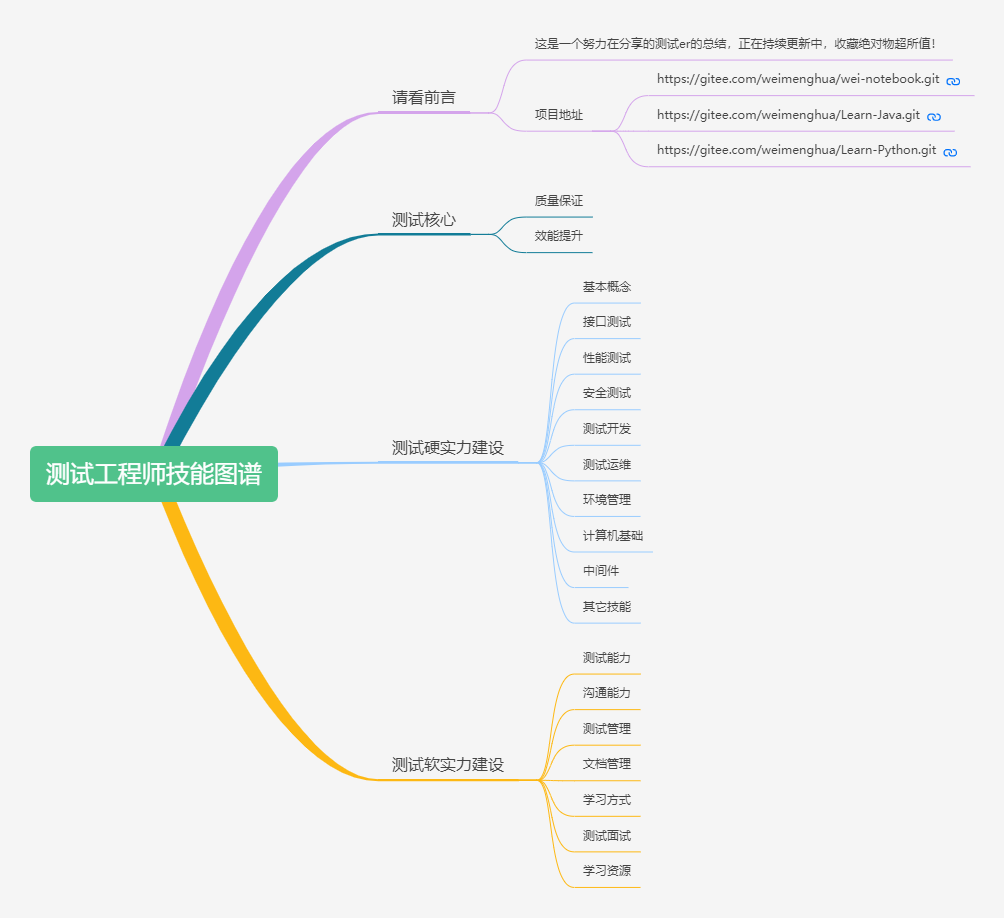 测试工程师技能图谱
请看前言
这是一个努力在分享的测试er的总结，正在持续更新中，收藏绝对物超所值！
项目地址
https://gitee.com/weimenghua/wei-notebook.git
https://gitee.com/weimenghua/Learn-Java.git
https://gitee.com/weimenghua/Learn-Python.git
测试核心
质量保证
效能提升
测试硬实力建设
基本概念
接口测试
性能测试
安全测试
测试开发
测试运维
环境管理
计算机基础
中间件
其它技能
测试软实力建设
测试能力
沟通能力
测试管理
文档管理
学习方式
测试面试
学习资源